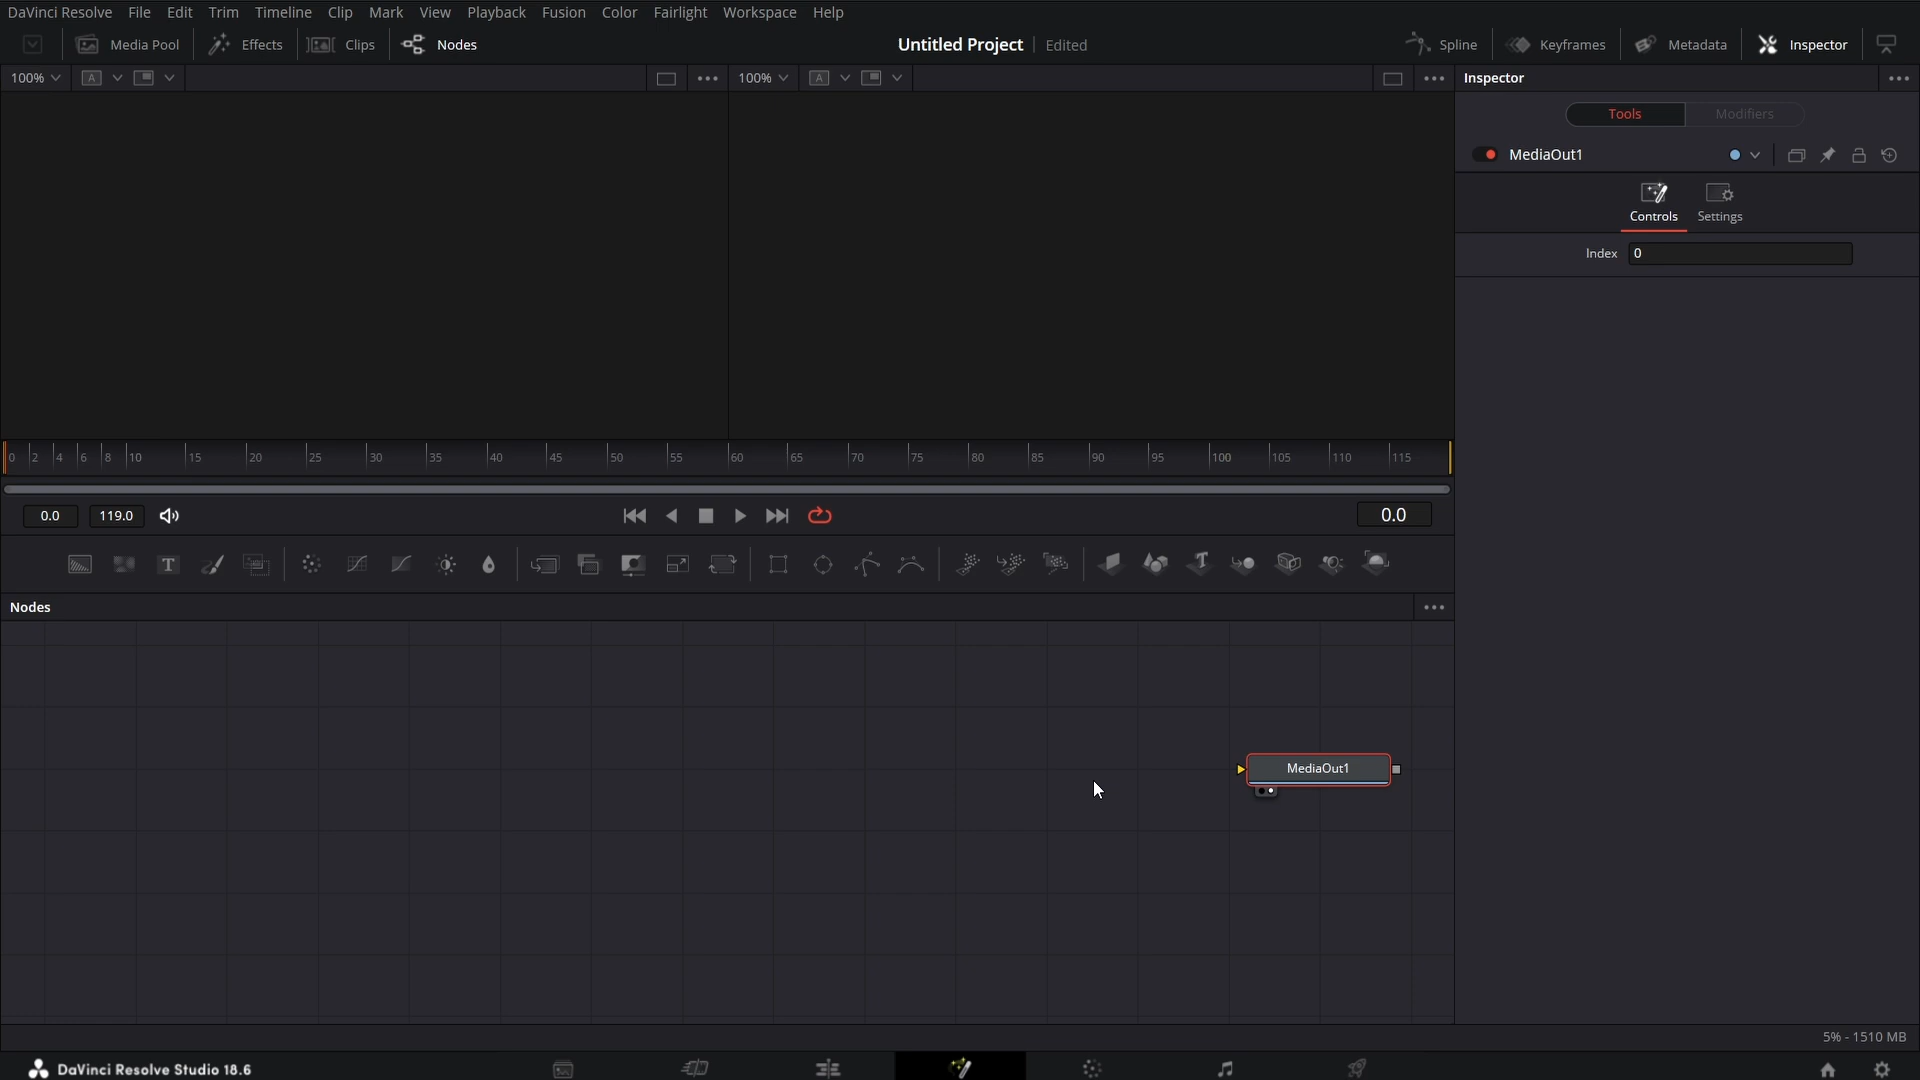 DaVinci Resolve File Edit Trim Timeline Clip Mark View Playback Fusion Color Fairlight Workspace Help
Media Pool Effects Clips Nodes Untitled Project Edited Spline Keyframes Metadata Inspector
100% A 100% A Inspector
Tools Modifiers
MediaOut1
Controls Settings
Index 0
0 2 4 6 8 10 15 20 25 30 35 40 45 50 55 60 65 70 75 80 85 90 95 100 105 110 115
0.0 119.0 0.0
T T
Nodes
MediaOut1
5% - 1510 MB
DaVinci Resolve Studio 18.6